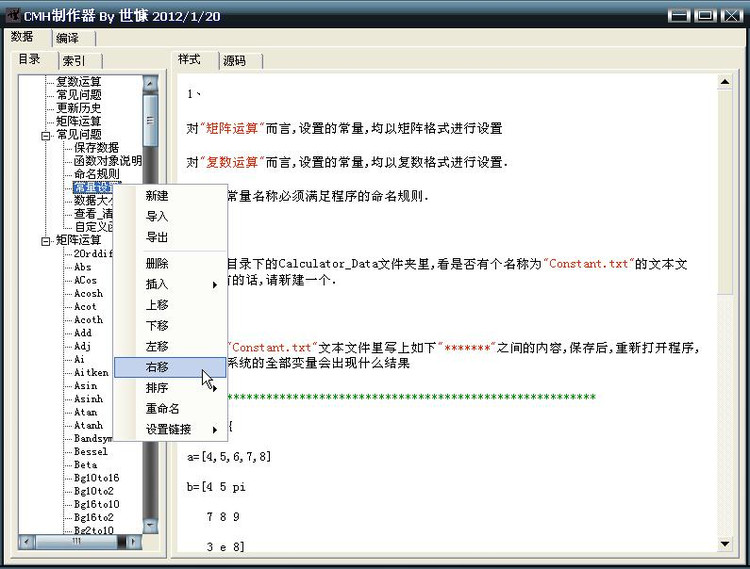 CMH制作器 By 世慷 2012/1/20
数据 编译
目录 索引
复数运算
常见问题
更新历史
矩阵运算
常见问题
保存数据
函数对象说明
命名规则
常量设
数据大
查看_清
自定义
矩阵运算
2Orddif
Abs
ACos
Acosh
Acot
Acoth
Add
Adj
Ai
Aitken
Asin
Asinh
Atan
Atanh
Bandsym
Bessel
Beta
Bg10to16
Bg10to2
Bg16to10
Bg16to2
Bg2to10
新建
导入
导出
删除
插入
上移
下移
左移
右移
排序
重命名
设置链接
样式 源码
1、
对"矩阵运算"而言,设置的常量,均以矩阵格式进行设置
对"复数运算"而言,设置的常量,均以复数格式进行设置.
常量名称必须满足程序的命名规则.
目录下的Calculator_Data文件夹里,看是否有个名称为"Constant.txt"的文本文
有的话,请新建一个.
"Constant.txt"文本文件里写上如下"*******"之间的内容,保存后,重新打开程序,
系统的全部变量会出现什么结果
*******************************************************
{
a=[4,5,6,7,8]
b=[4 5 pi
7 8 9
3 e 8]